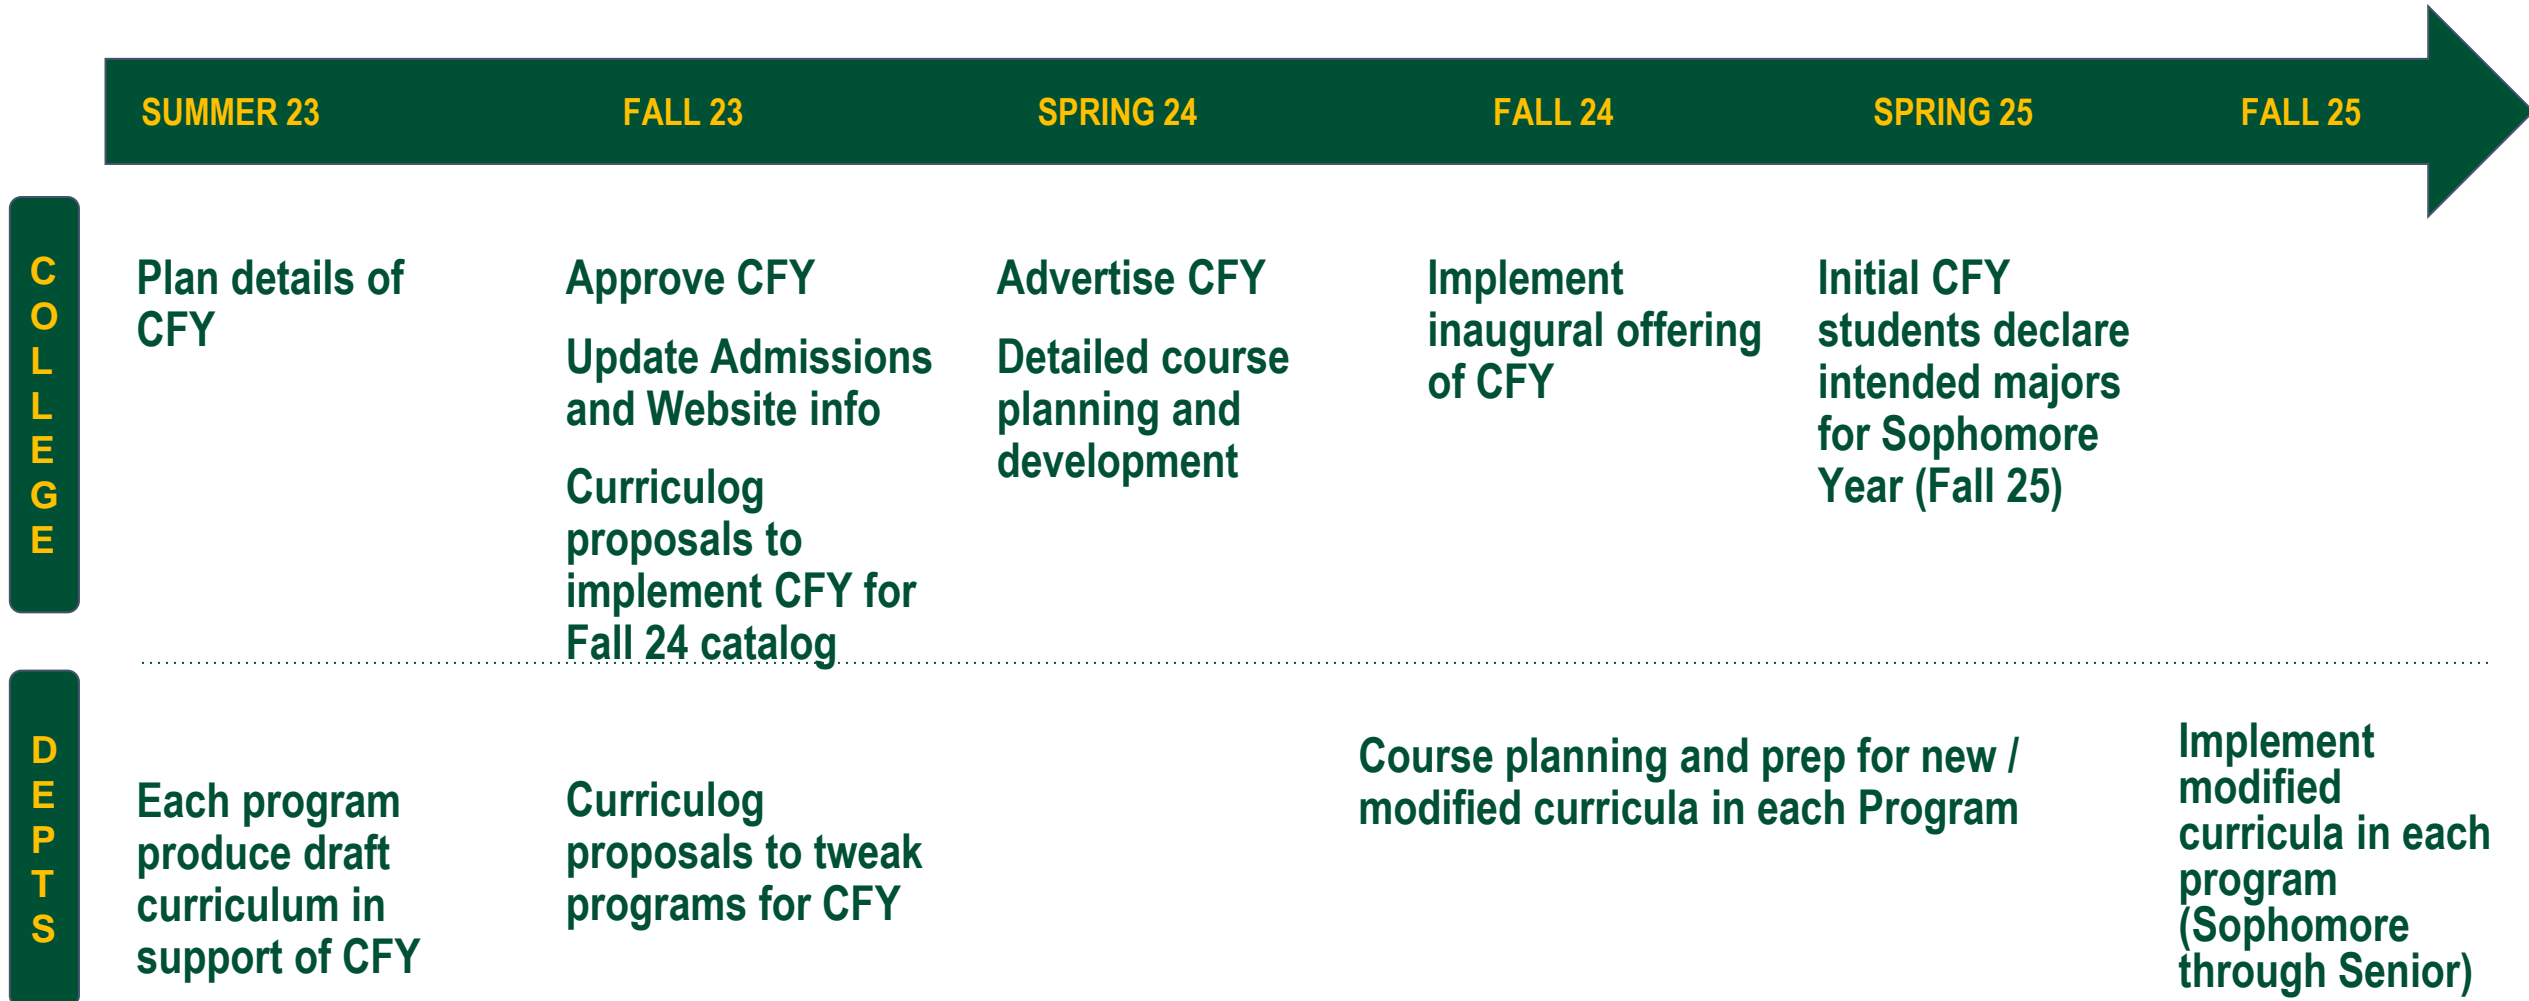 SUMMER 23
FALL 23
SPRING 24
FALL 24
SPRING 25
FALL 25
COLLEGE
Plan details of
CFY
Approve CFY
Update Admissions
and Website info
Curriculog
proposals to
implement CFY for
Fall 24 catalog
Advertise CFY
Detailed course
planning and
development
Implement
inaugural offering
of CFY
Initial CFY
students declare
intended majors
for Sophomore
Year (Fall 25)
DEPTS
Each program
produce draft
curriculum in
support of CFY
Curriculog
proposals to tweak
programs for CFY
Course planning and prep for new /
modified curricula in each Program
Implement
modified
curricula in each
program
(Sophomore
through Senior)